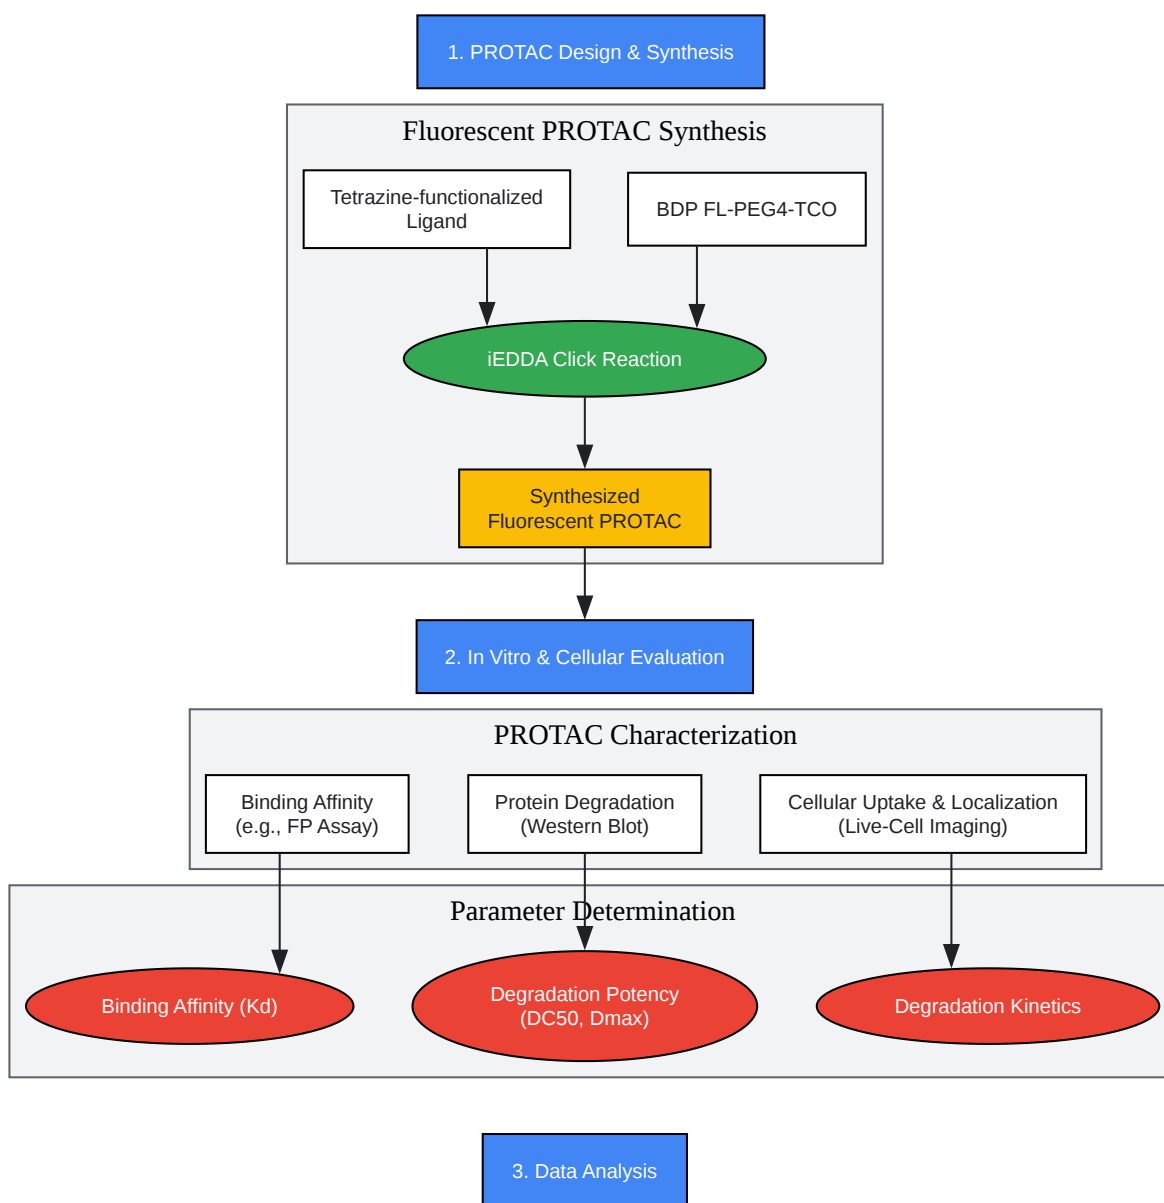 1. PROTAC Design & Synthesis
Fluorescent PROTAC Synthesis
Tetrazine-functionalized
Ligand
BDP FL-PEG4-TCO
iEDDA Click Reaction
Synthesized
Fluorescent PROTAC
2. In Vitro & Cellular Evaluation
PROTAC Characterization
Binding Affinity
(e.g., FP Assay)
Protein Degradation
(Western Blot)
Cellular Uptake & Localization
(Live-Cell Imaging)
Parameter Determination
Binding Affinity (Kd)
Degradation Potency
(DC50, Dmax)
Degradation Kinetics
3. Data Analysis